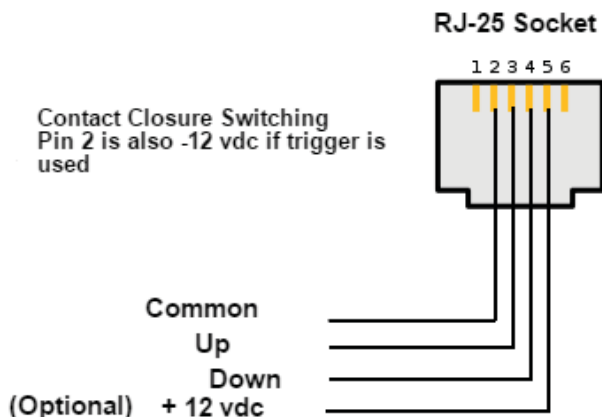 RJ-25 Socket
1 2 3 4 5 6
Contact Closure Switching
Pin 2 is also -12 vdc if trigger is
used
Common
Up
Down
(Optional) + 12 vdc